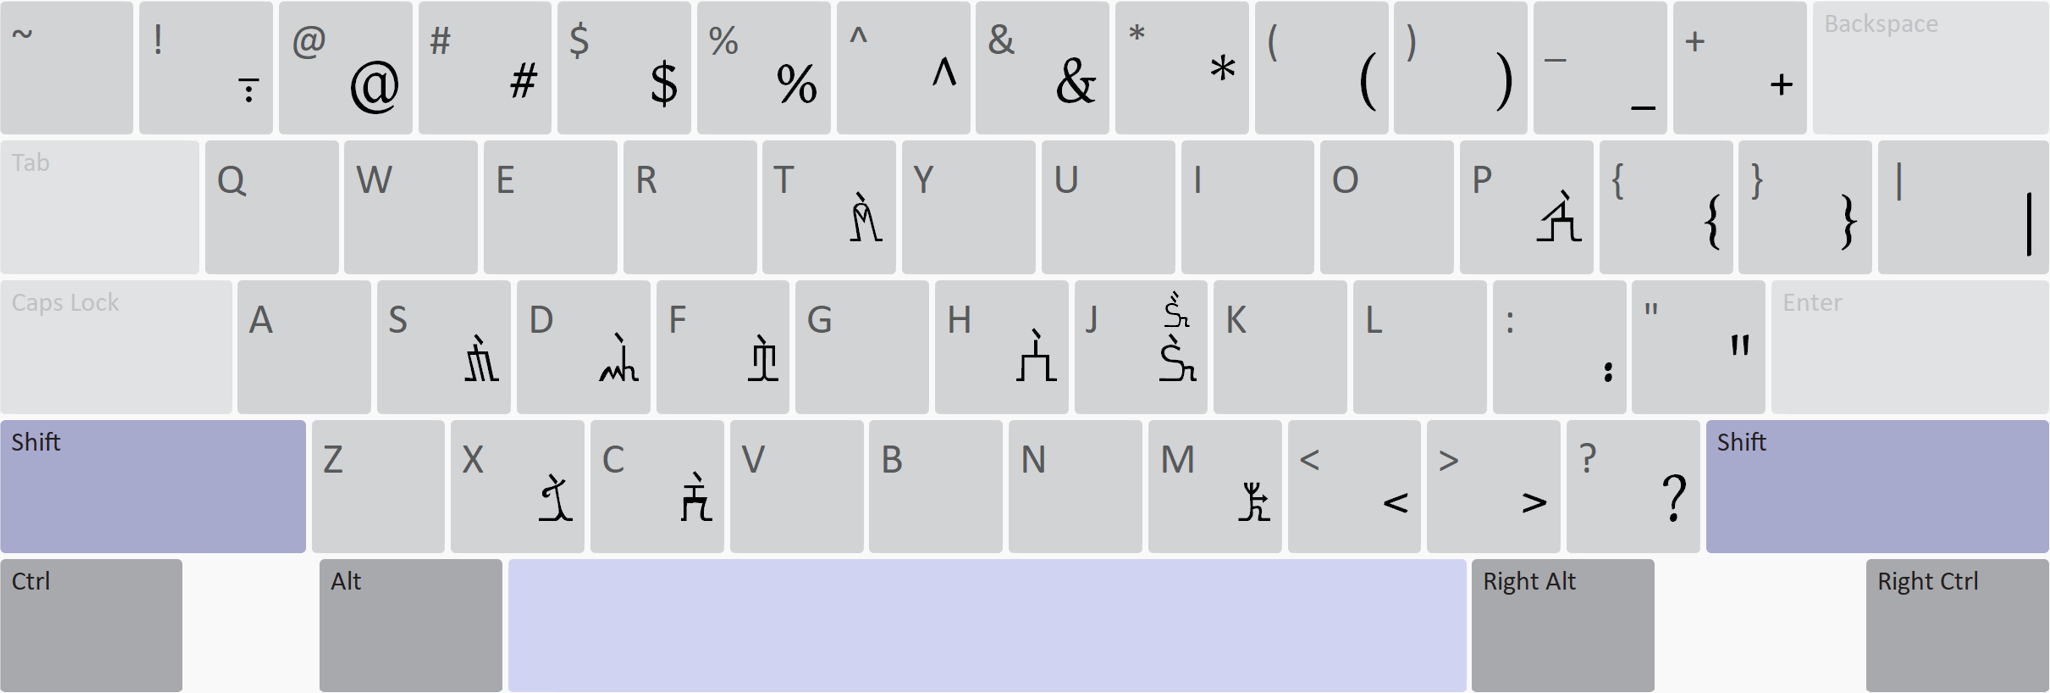 ~ ! @ @ # # $ $ % % ^ ^ & & * * ( ( ) ) _ _ + + Backspace
Tab Q W E R T Y U I O P { { } } | |
Caps Lock A S D F G H J K L : " " Enter
Shift Z X C V B N M < < > > ? ? Shift
Ctrl Alt Right Alt Right Ctrl